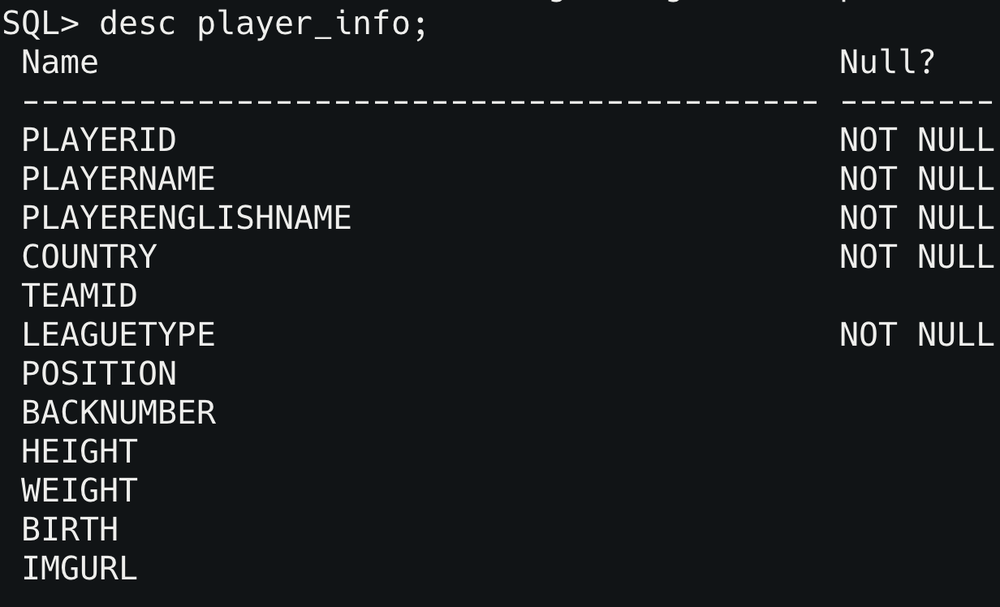 SQL> desc player_info;
Name Null?
----------------------------------------- --------
PLAYERID NOT NULL
PLAYERNAME NOT NULL
PLAYERENGLISHNAME NOT NULL
COUNTRY NOT NULL
TEAMID
LEAGUETYPE NOT NULL
POSITION
BACKNUMBER
HEIGHT
WEIGHT
BIRTH
IMGURL